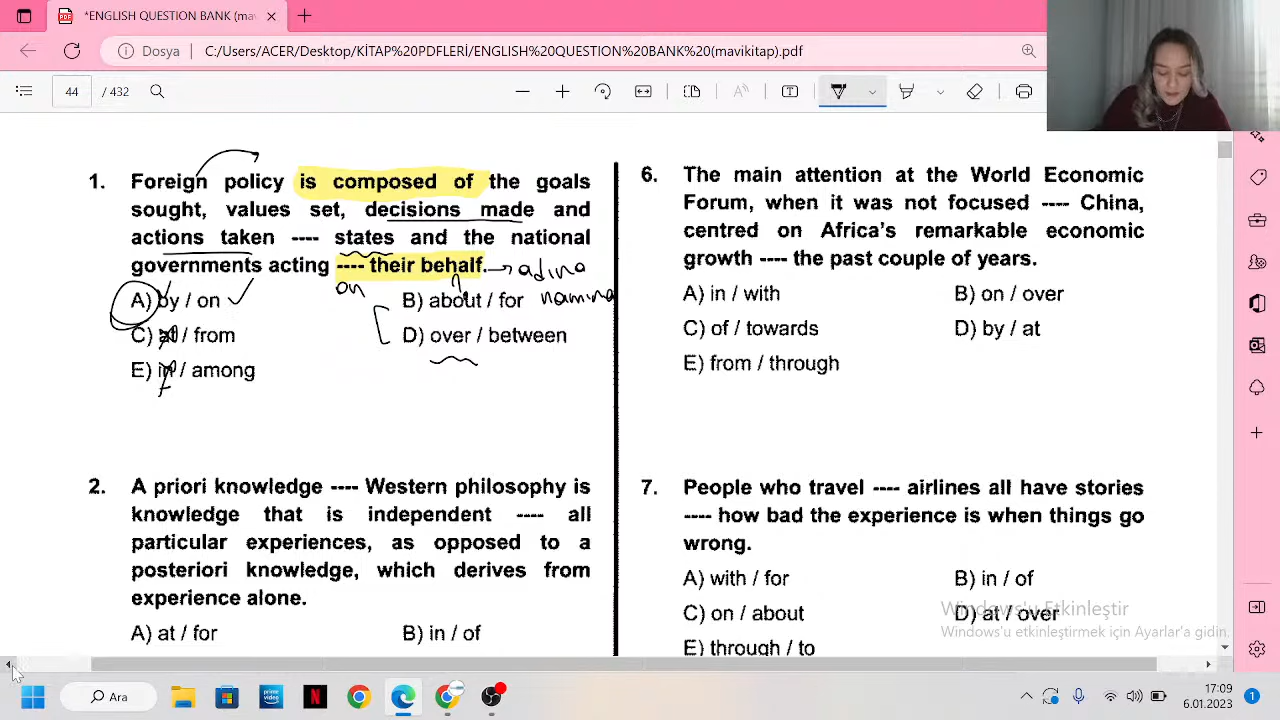 *ENGLISH QUESTION BANK (mavi
Dosya
C:/Users/ACER/Desktop/KİTAP%20PDFLERİ/ENGLISH%20QUESTION%20BANK%20(mavikitap).pdf
44 / 432
1. Foreign policy is composed of the goals
sought, values set, decisions made and
actions taken ---- states and the national
governments acting ---- their behalf.
adına
namına
on
A) by / on
B) about / for
C) at / from
D) over / between
E) in / among
2. A priori knowledge ---- Western philosophy is
knowledge that is independent ---- all
particular experiences, as opposed to a
posteriori knowledge, which derives from
experience alone.
A) at / for
B) in / of
6. The main attention at the World Economic
Forum, when it was not focused ---- China,
centred on Africa's remarkable economic
growth ---- the past couple of years.
A) in / with
B) on / over
C) of / towards
D) by / at
E) from / through
7. People who travel ---- airlines all have stories
---- how bad the experience is when things go
wrong.
A) with / for
B) in / of
C) on / about
D) at / over
E) through / to
Windows'u Etkinleştir
Windows'u etkinleştirmek için Ayarlar'a gidin.
Ara
prime video
N
17:09
6.01.2023
1